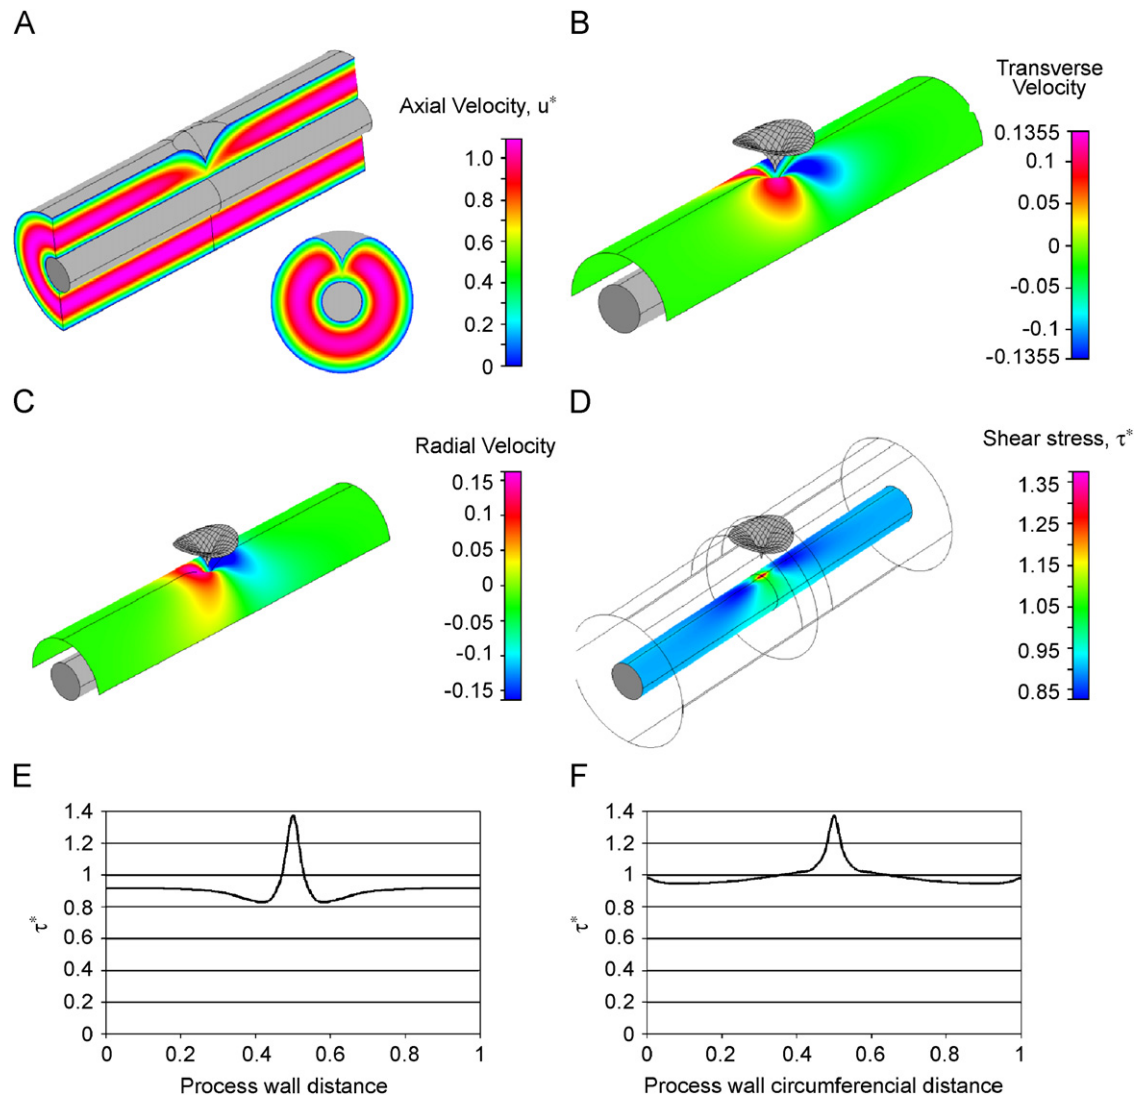 A
Axial Velocity, u*
1.0
0.8
0.6
0.4
0.2
0
B
Transverse
Velocity
0.1355
0.1
0.05
0
-0.05
-0.1
-0.1355
C
Radial Velocity
0.15
0.10
0.05
0
-0.05
-0.1
-0.15
D
Shear stress, τ*
1.35
1.25
1.15
1.05
0.95
0.85
E
1.4
1.2
1
0.8
0.6
0.4
0.2
0
τ*
0 0.2 0.4 0.6 0.8 1
Process wall distance
F
1.4
1.2
1
0.8
0.6
0.4
0.2
0
τ*
0 0.2 0.4 0.6 0.8 1
Process wall circumferencial distance